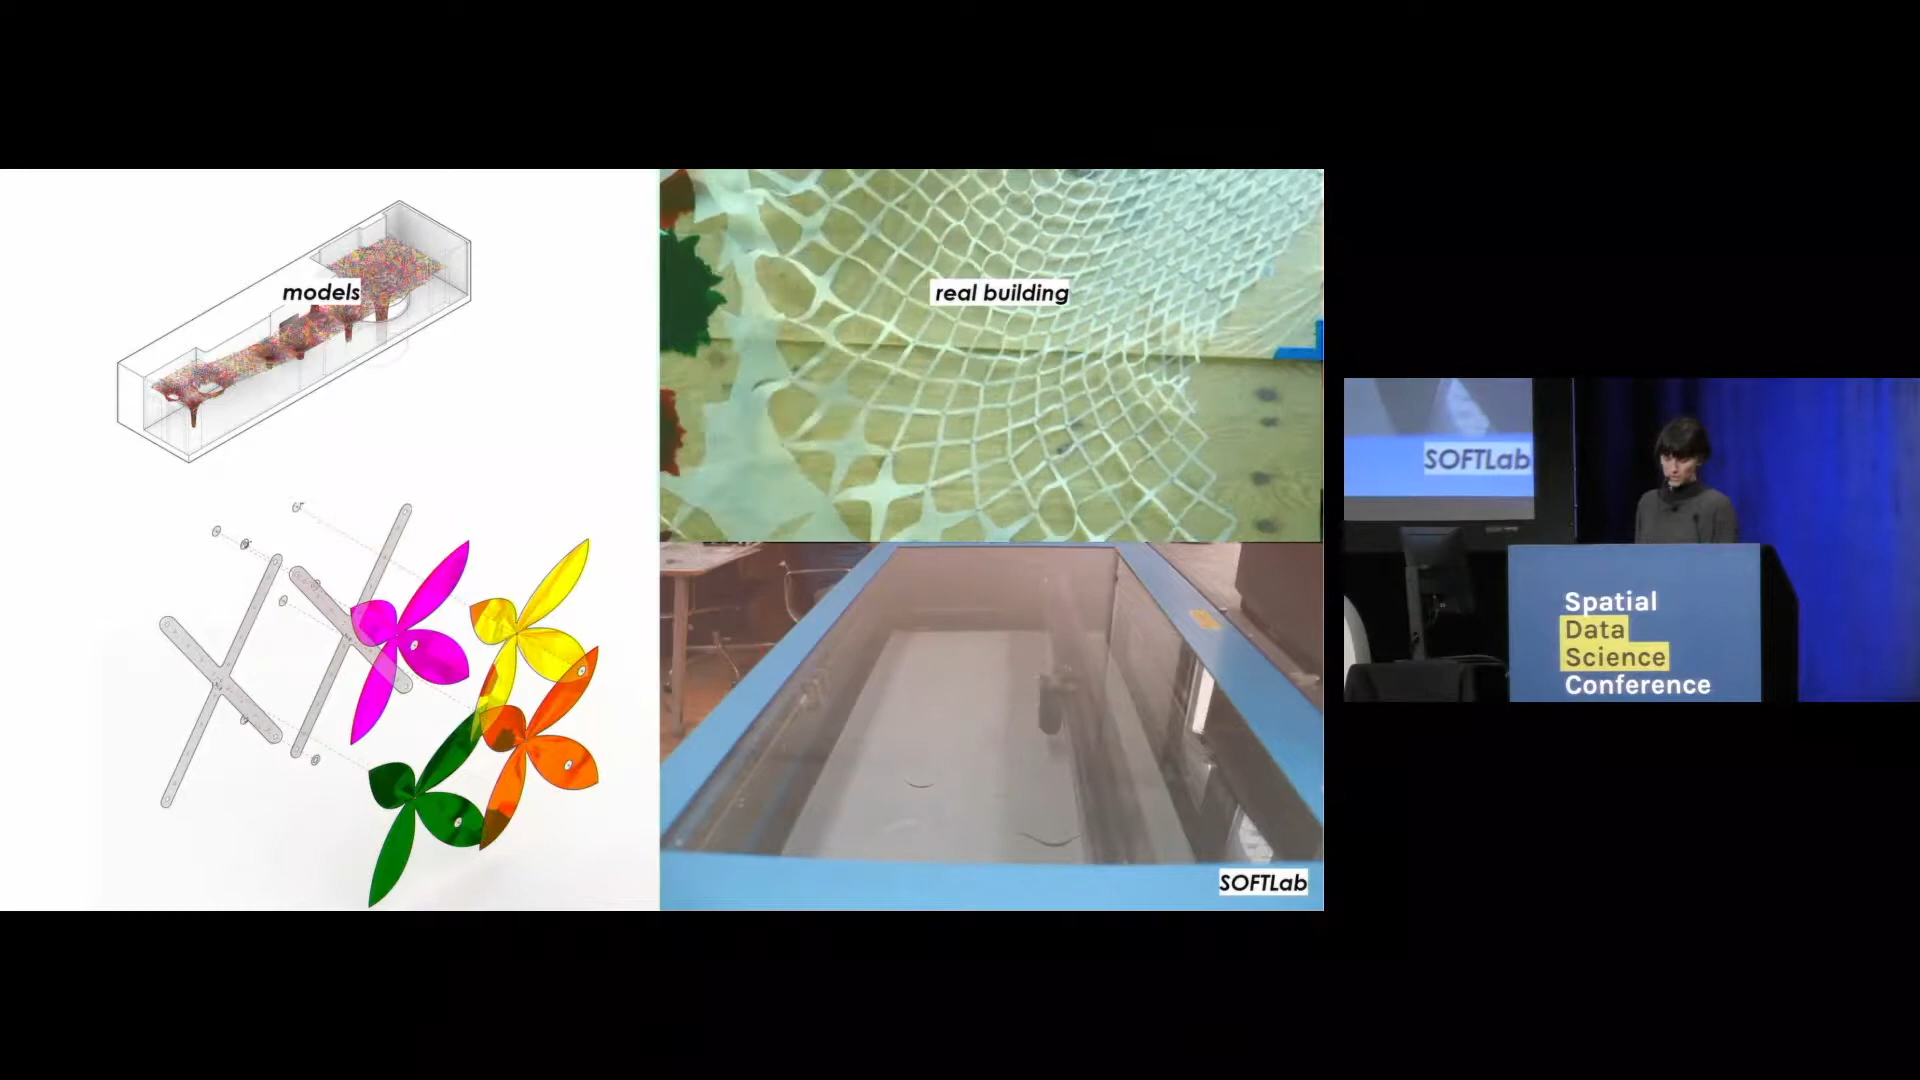 models
real building
SOFTLab
SOFTLab
Spatial
Data
Science
Conference